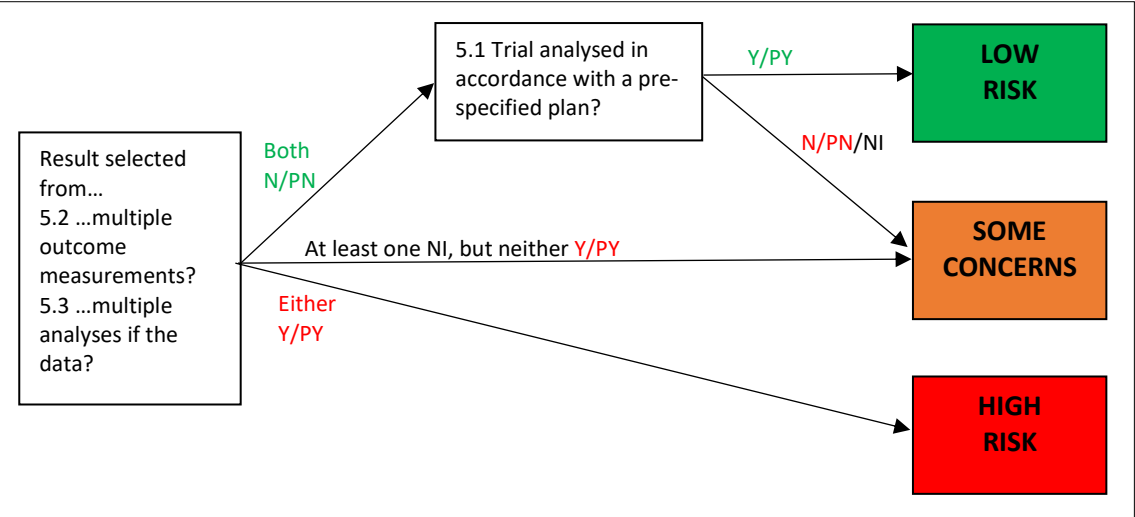 Result selected
from…
5.2 …multiple
outcome
measurements?
5.3 …multiple
analyses if the
data?
Both
N/PN
At least one NI, but neither Y/PY
Either
Y/PY
5.1 Trial analysed in
accordance with a pre-
specified plan?
Y/PY
N/PN/NI
LOW
RISK
SOME
CONCERNS
HIGH
RISK